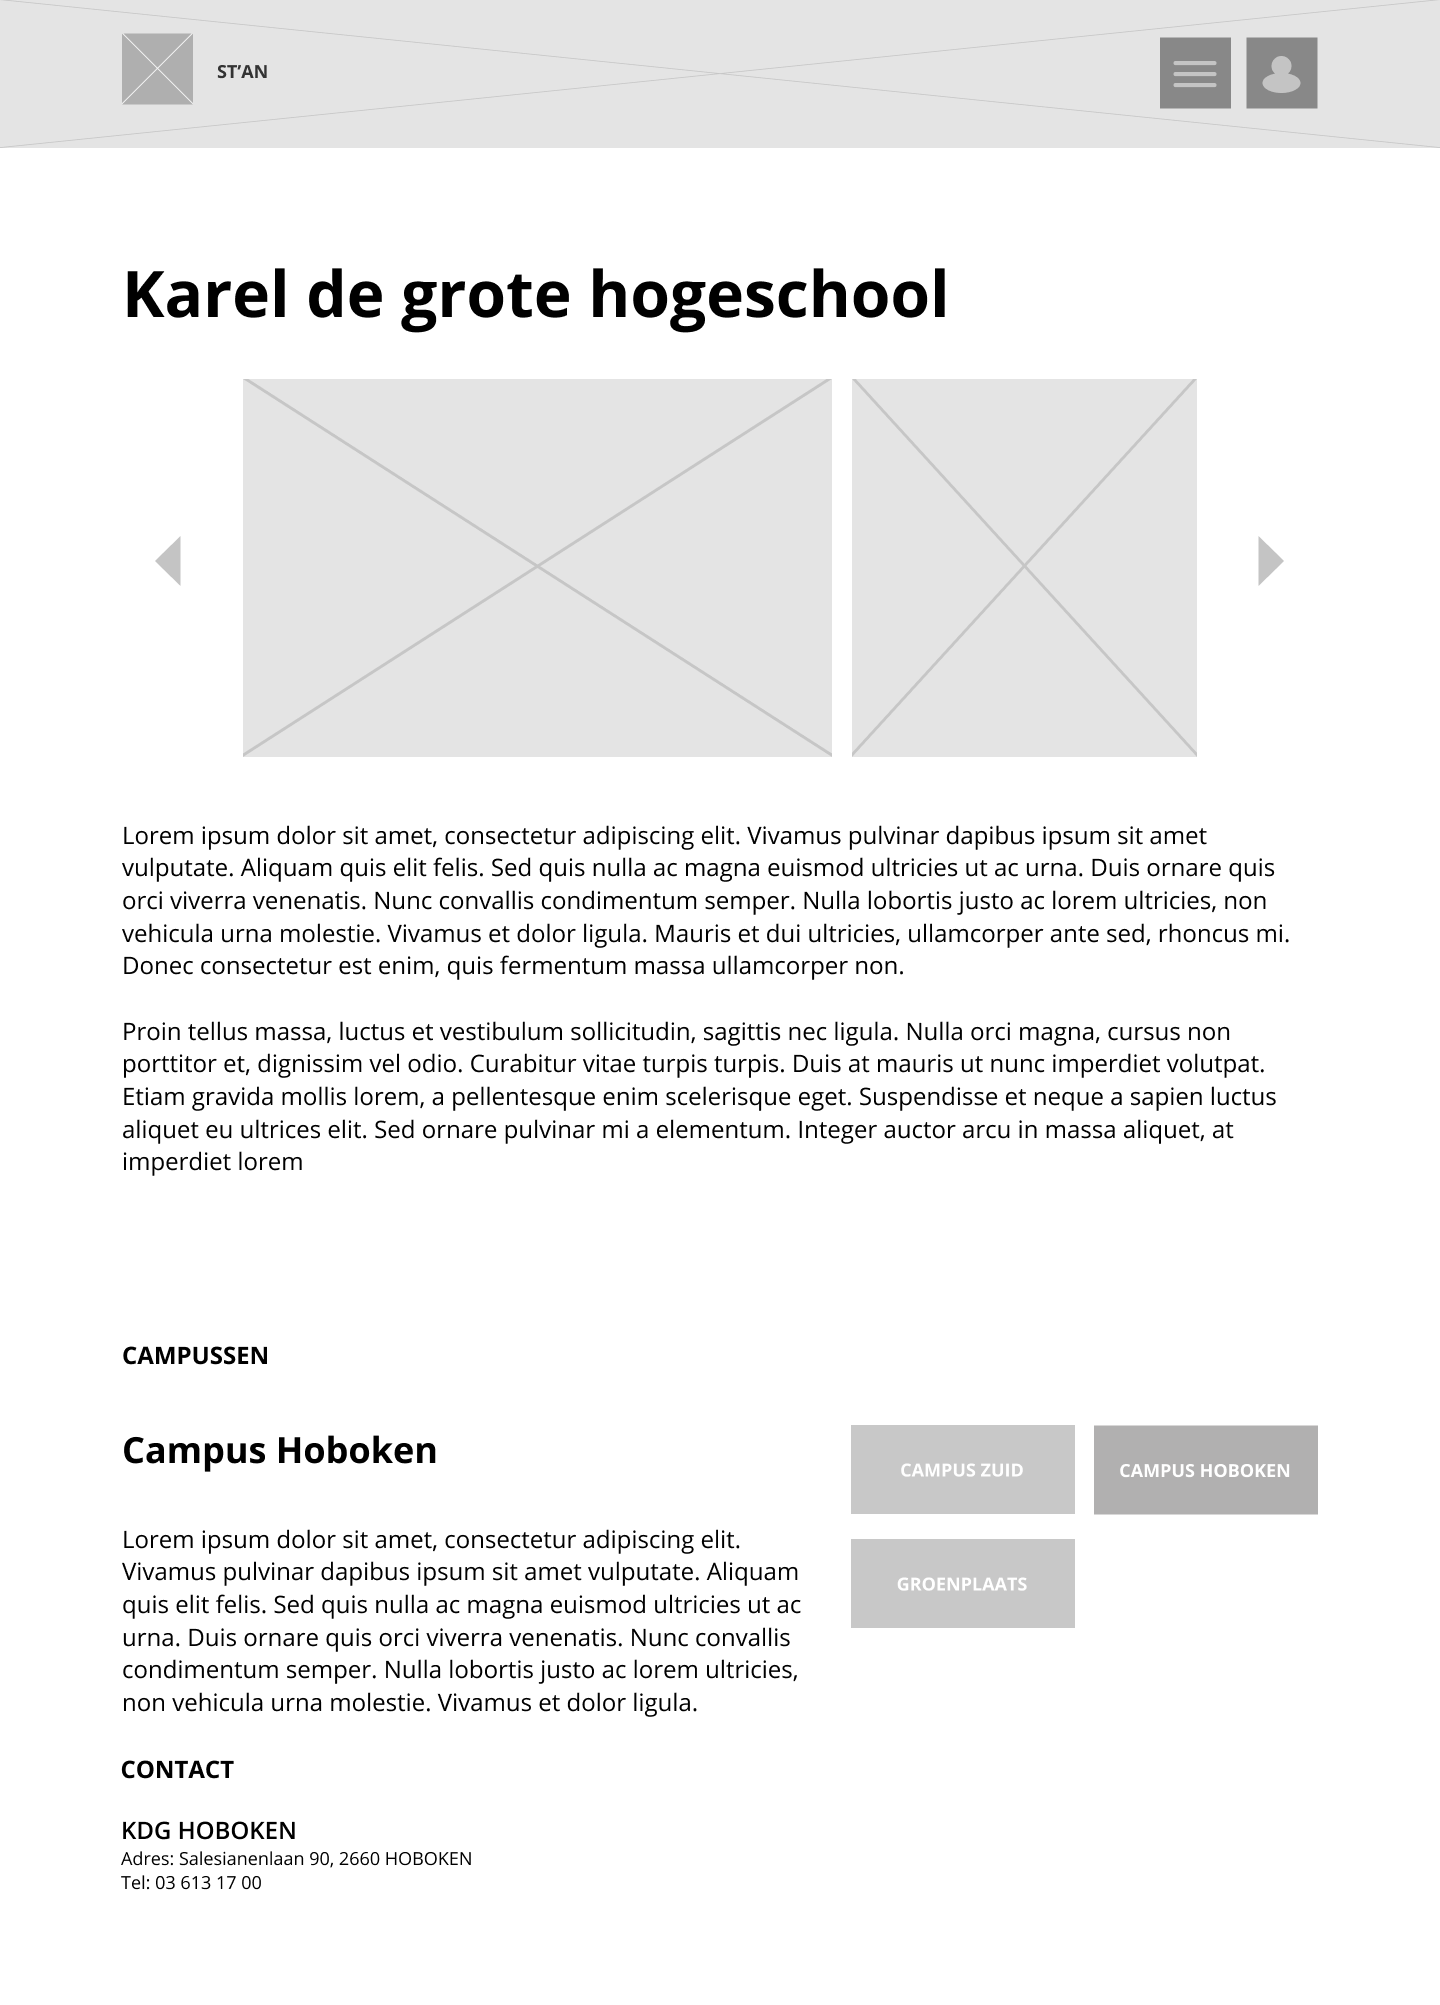 ST’AN
Karel de grote hogeschool
Lorem ipsum dolor sit amet, consectetur adipiscing elit. Vivamus pulvinar dapibus ipsum sit amet
vulputate. Aliquam quis elit felis. Sed quis nulla ac magna euismod ultricies ut ac urna. Duis ornare quis
orci viverra venenatis. Nunc convallis condimentum semper. Nulla lobortis justo ac lorem ultricies, non
vehicula urna molestie. Vivamus et dolor ligula. Mauris et dui ultricies, ullamcorper ante sed, rhoncus mi.
Donec consectetur est enim, quis fermentum massa ullamcorper non.
Proin tellus massa, luctus et vestibulum sollicitudin, sagittis nec ligula. Nulla orci magna, cursus non
porttitor et, dignissim vel odio. Curabitur vitae turpis turpis. Duis at mauris ut nunc imperdiet volutpat.
Etiam gravida mollis lorem, a pellentesque enim scelerisque eget. Suspendisse et neque a sapien luctus
aliquet eu ultrices elit. Sed ornare pulvinar mi a elementum. Integer auctor arcu in massa aliquet, at
imperdiet lorem
CAMPUSSEN
Campus Hoboken
Lorem ipsum dolor sit amet, consectetur adipiscing elit.
Vivamus pulvinar dapibus ipsum sit amet vulputate. Aliquam
quis elit felis. Sed quis nulla ac magna euismod ultricies ut ac
urna. Duis ornare quis orci viverra venenatis. Nunc convallis
condimentum semper. Nulla lobortis justo ac lorem ultricies,
non vehicula urna molestie. Vivamus et dolor ligula.
CAMPUS ZUID
CAMPUS HOBOKEN
GROENPLAATS
CONTACT
KDG HOBOKEN
Adres: Salesianenlaan 90, 2660 HOBOKEN
Tel: 03 613 17 00